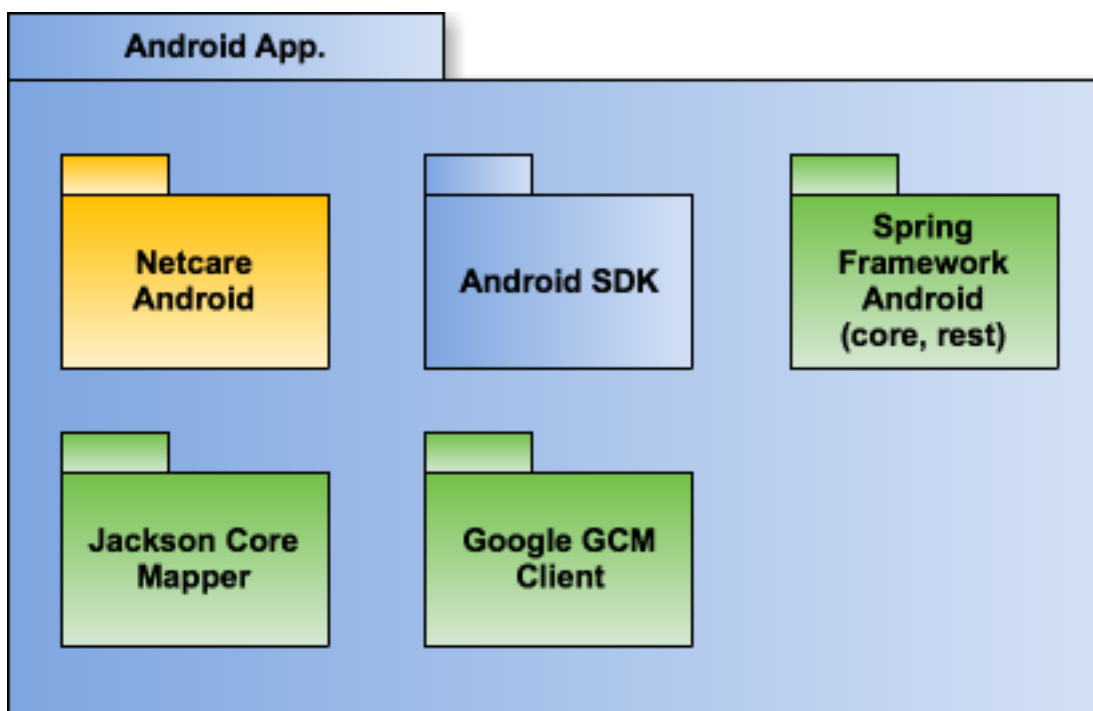 Android App.
Netcare
Android
Android SDK
Spring
Framework
Android
(core, rest)
Jackson Core
Mapper
Google GCM
Client